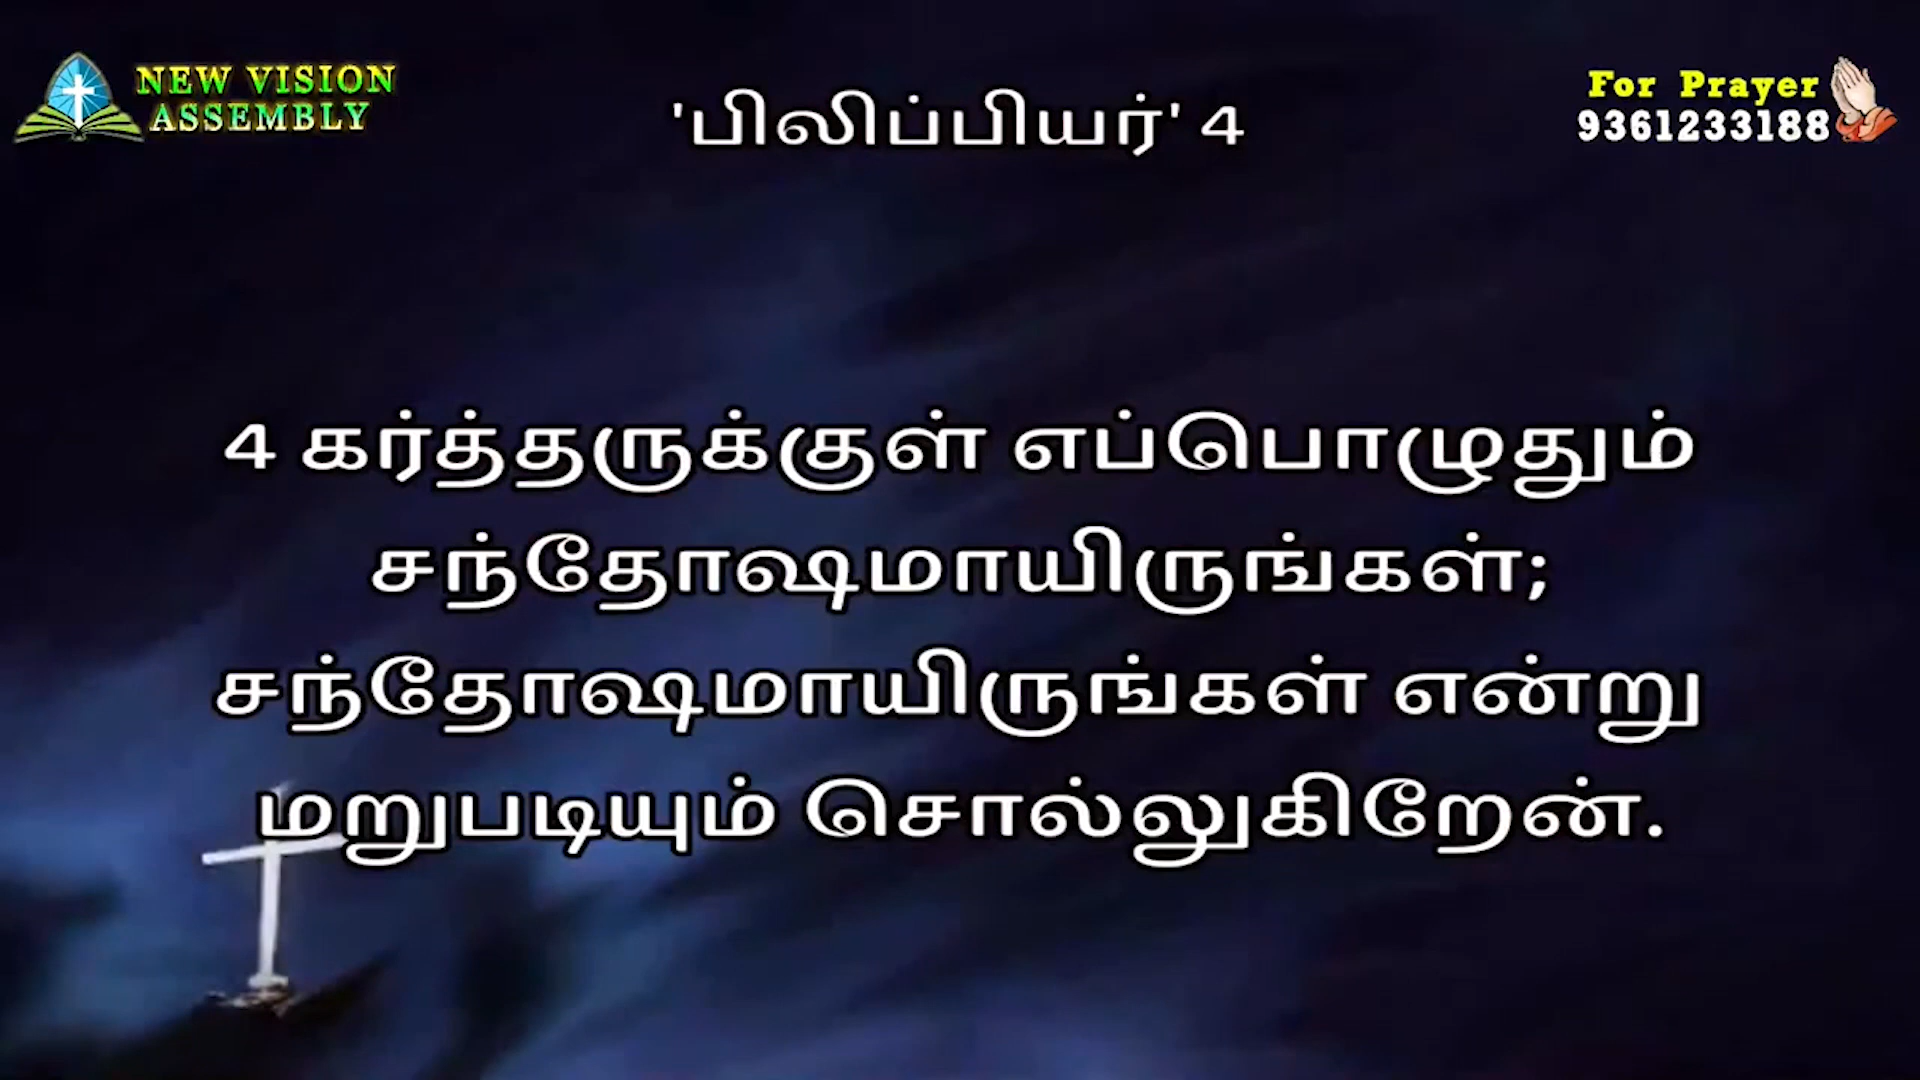 NEW VISION
ASSEMBLY
'பிலிப்பியர்' 4
For Prayer
9361233188
4 கர்த்தருக்குள் எப்பொழுதும்
சந்தோஷமாயிருங்கள்;
சந்தோஷமாயிருங்கள் என்று
மறுபடியும் சொல்லுகிறேன்.